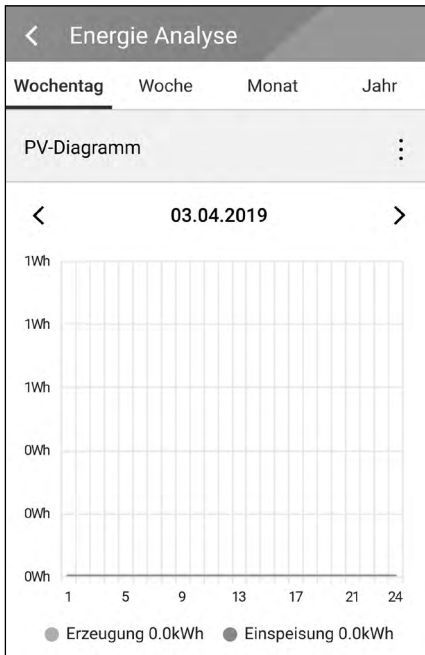 Energie Analyse
Wochentag Woche Monat Jahr
PV-Diagramm
03.04.2019
1Wh
1Wh
1Wh
0Wh
0Wh
0Wh
1 5 9 13 17 21 24
Erzeugung 0.0kWh Einspeisung 0.0kWh